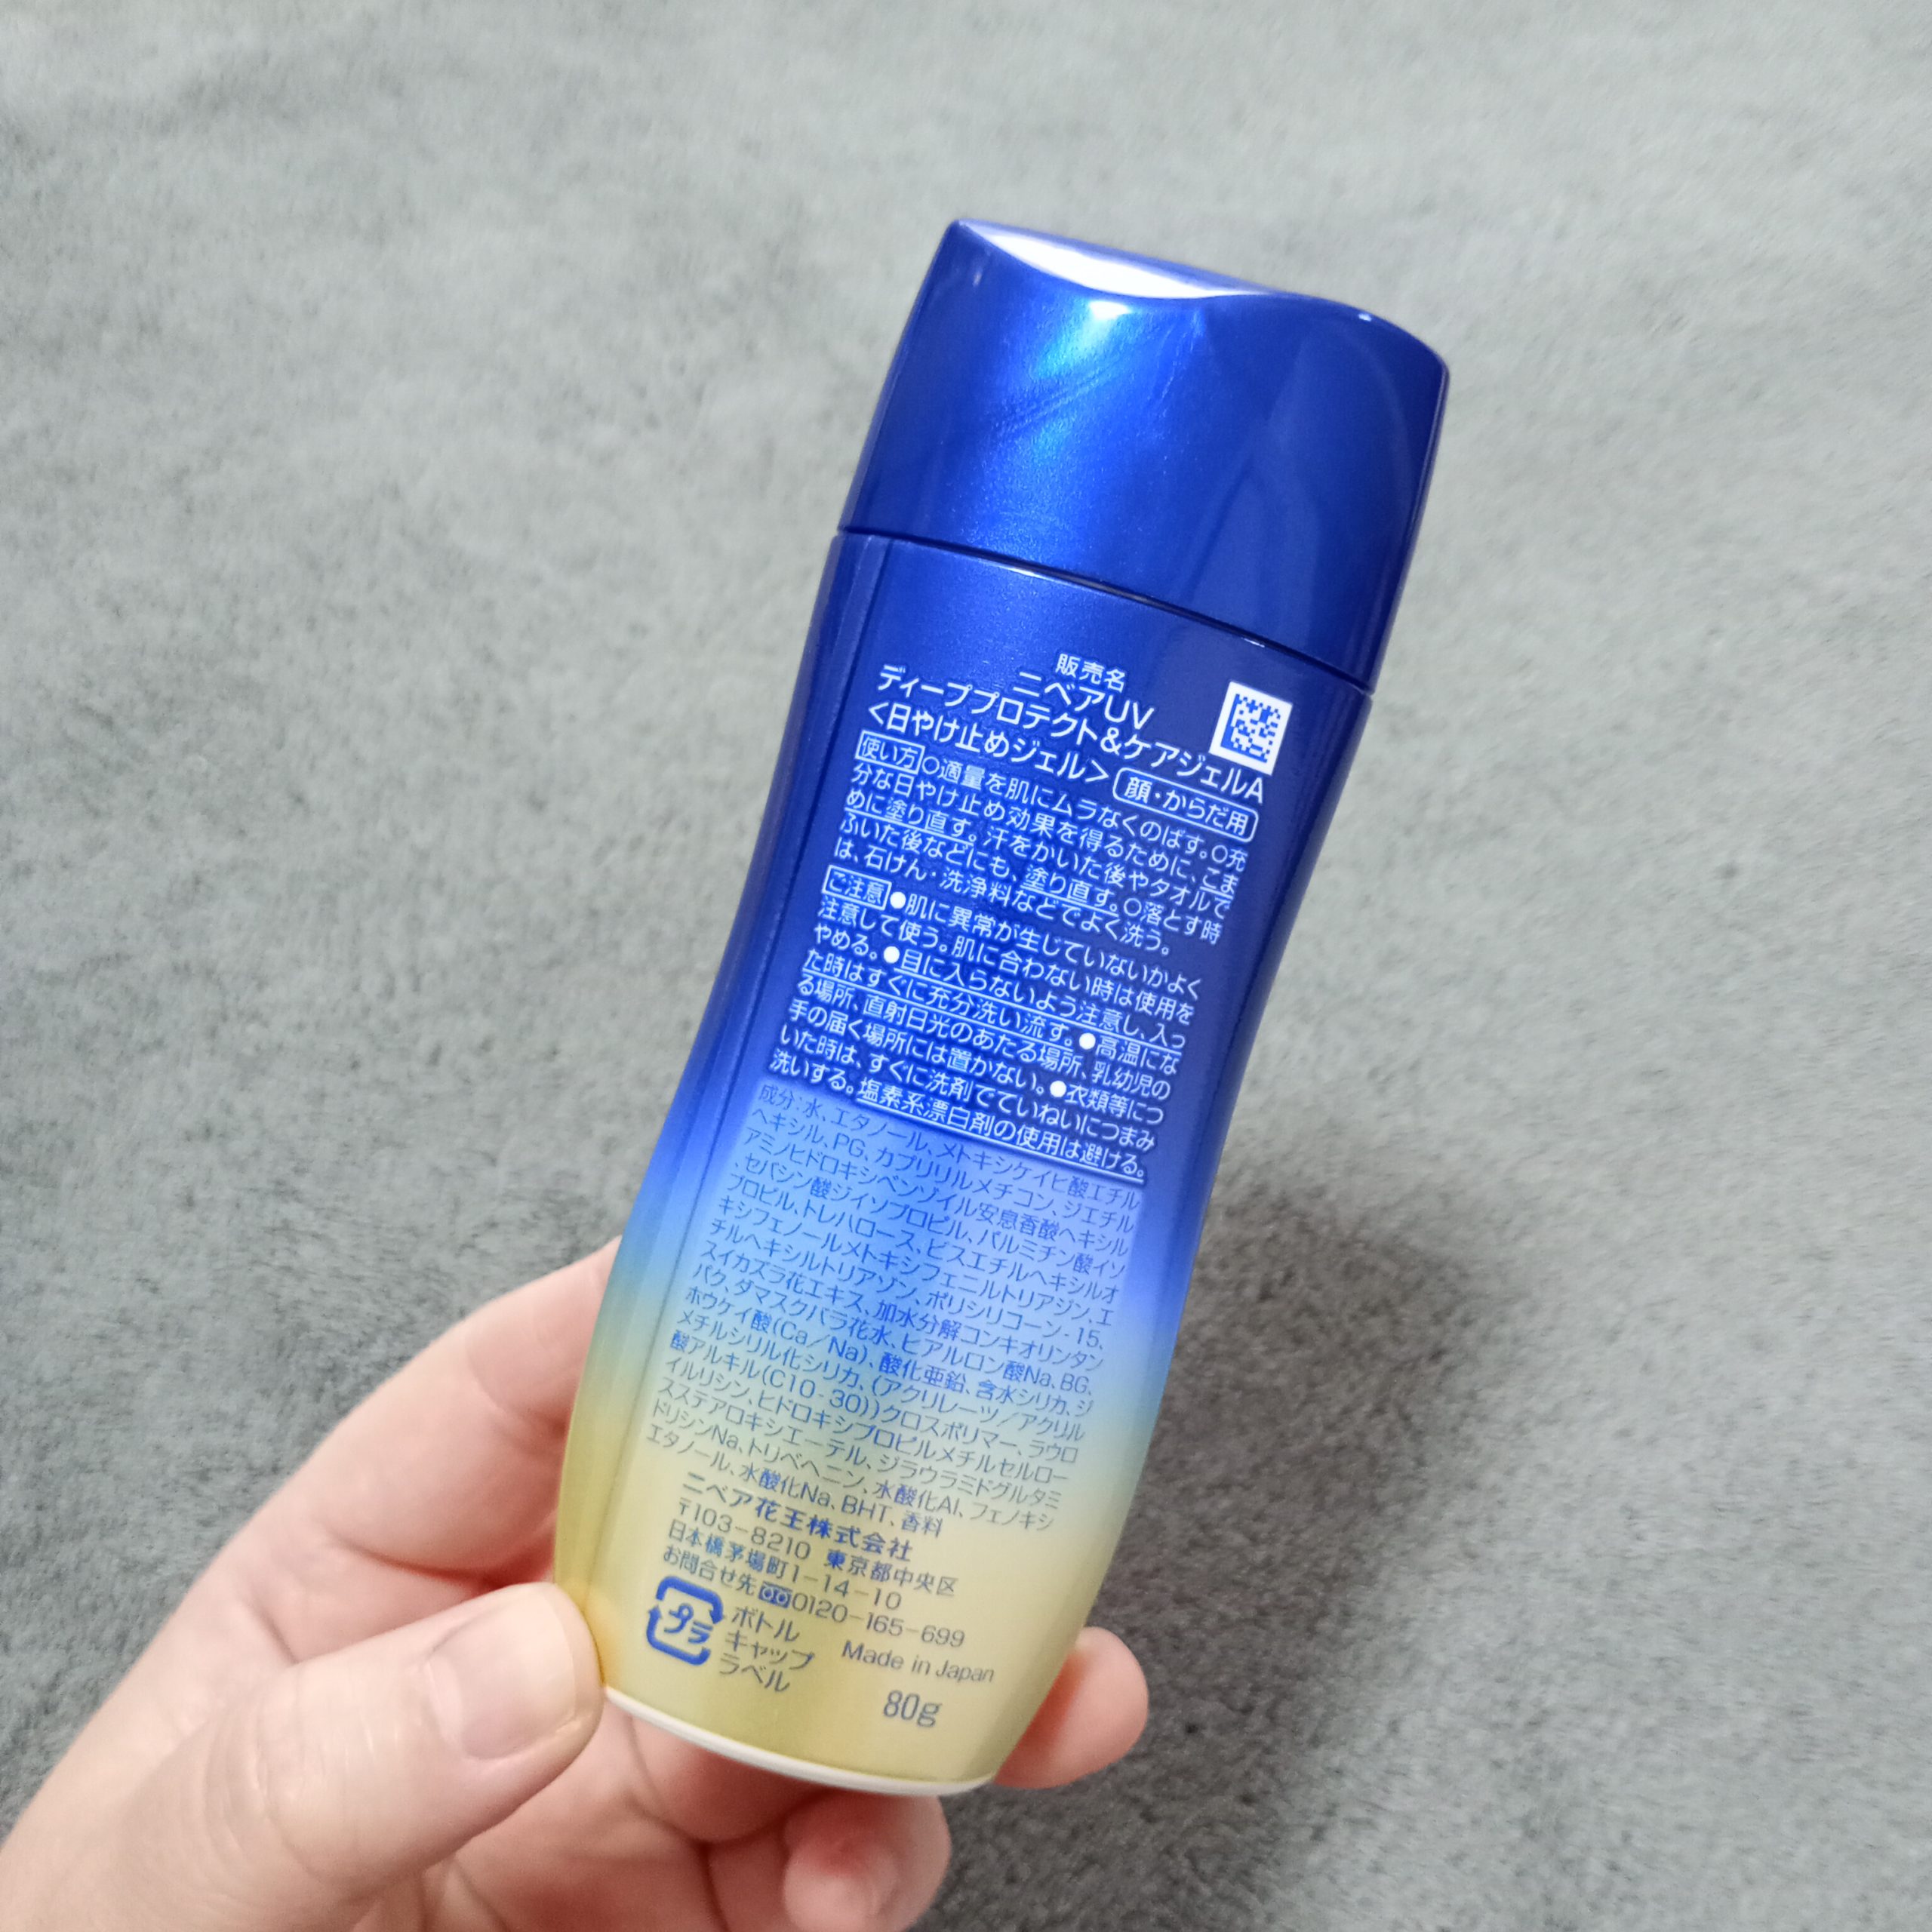 販売名
ニベアUV
ディーププロテクト&ケアジェルA
<日やけ止めジェル> 顔・からだ用
使い方 ○適量を肌にムラなくのばす。○充
分な日やけ止め効果を得るために、こま
めに塗り直す。汗をかいた後やタオルで
ふいた後などにも、塗り直す。○落とす時
は、石けん・洗浄料などでよく洗う。
ご注意 ●肌に異常が生じていないかよく
注意して使う。肌に合わない時は使用を
やめる。●目に入らないよう注意し、入っ
た時はすぐに充分洗い流す。●高温にな
る場所、直射日光のあたる場所、乳幼児の
手の届く場所には置かない。●衣類等につ
いた時は、すぐに洗剤でていねいにつまみ
洗いする。塩素系漂白剤の使用は避ける。
成分:水、エタノール、メトキシケイヒ酸エチル
ヘキシル、PG、カプリリルメチコン、ジエチル
アミノヒドロキシベンゾイル安息香酸ヘキシル
、セバシン酸ジイソプロピル、パルミチン酸イソ
プロピル、トレハロース、ビスエチルヘキシルオ
キシフェノールメトキシフェニルトリアジン、エ
チルヘキシルトリアゾン、ポリシリコーン-15、
スイカズラ花エキス、加水分解コンキオリンタン
パク、ダマスクバラ花水、ヒアルロン酸Na、BG、
ホウケイ酸(Ca/Na)、酸化亜鉛、含水シリカ、ジ
メチルシリル化シリカ、(アクリレーツ/アクリル
酸アルキル(C10-30))クロスポリマー、ラウロ
イルリシン、ヒドロキシプロピルメチルセルロー
スステアロキシエーテル、ジラウラミドグルタミ
ドリシンNa、トリベヘニン、水酸化Al、フェノキシ
エタノール、水酸化Na、BHT、香料
ニベア花王株式会社
〒103-8210 東京都中央区
日本橋茅場町1-14-10
お問合せ先 0120-165-699
プラ ボトル
キャップ
ラベル
Made in Japan
80g